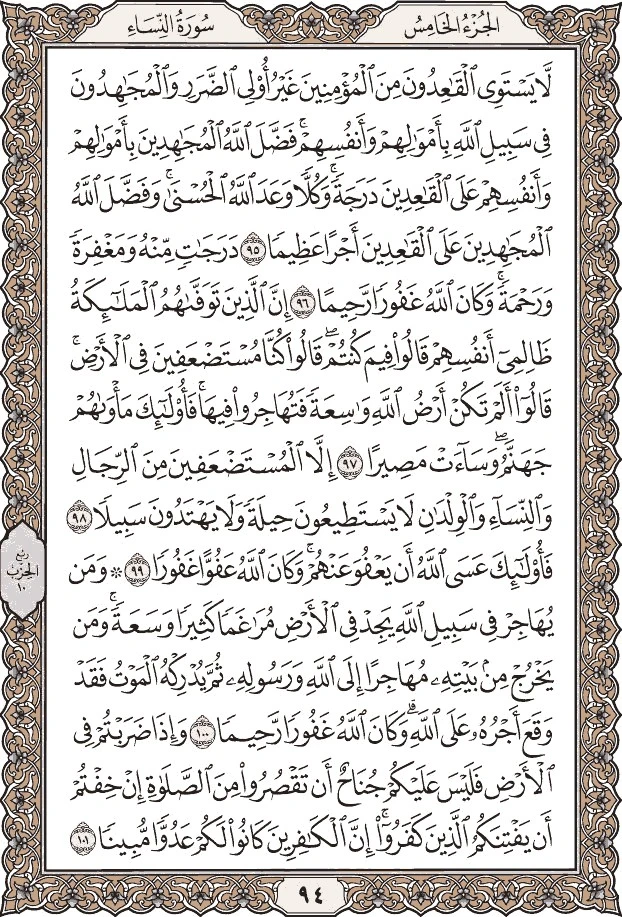 الجُزْءُ الخَامِسُ
سُورَةُ النِّسَاءِ
لَّا يَسْتَوِى ٱلْقَٰعِدُونَ مِنَ ٱلْمُؤْمِنِينَ غَيْرُ أُو۟لِى ٱلضَّرَرِ وَٱلْمُجَٰهِدُونَ
فِى سَبِيلِ ٱللَّهِ بِأَمْوَٰلِهِمْ وَأَنفُسِهِمْ ۚ فَضَّلَ ٱللَّهُ ٱلْمُجَٰهِدِينَ بِأَمْوَٰلِهِمْ
وَأَنفُسِهِمْ عَلَى ٱلْقَٰعِدِينَ دَرَجَةً ۚ وَكُلًّا وَعَدَ ٱللَّهُ ٱلْحُسْنَىٰ ۚ وَفَضَّلَ ٱللَّهُ
ٱلْمُجَٰهِدِينَ عَلَى ٱلْقَٰعِدِينَ أَجْرًا عَظِيمًا ٩٥ دَرَجَٰتٍ مِّنْهُ وَمَغْفِرَةً
وَرَحْمَةً ۚ وَكَانَ ٱللَّهُ غَفُورًا رَّحِيمًا ٩٦ إِنَّ ٱلَّذِينَ تَوَفَّىٰهُمُ ٱلْمَلَٰٓئِكَةُ
ظَالِمِىٓ أَنفُسِهِمْ قَالُوا۟ فِيمَ كُنتُمْ ۖ قَالُوا۟ كُنَّا مُسْتَضْعَفِينَ فِى ٱلْأَرْضِ ۚ
قَالُوٓا۟ أَلَمْ تَكُنْ أَرْضُ ٱللَّهِ وَٰسِعَةً فَتُهَاجِرُوا۟ فِيهَا ۚ فَأُو۟لَٰٓئِكَ مَأْوَىٰهُمْ
جَهَنَّمُ ۖ وَسَآءَتْ مَصِيرًا ٩٧ إِلَّا ٱلْمُسْتَضْعَفِينَ مِنَ ٱلرِّجَالِ
وَٱلنِّسَآءِ وَٱلْوِلْدَٰنِ لَا يَسْتَطِيعُونَ حِيلَةً وَلَا يَهْتَدُونَ سَبِيلًا ٩٨
فَأُو۟لَٰٓئِكَ عَسَى ٱللَّهُ أَن يَعْفُوَ عَنْهُمْ ۚ وَكَانَ ٱللَّهُ عَفُوًّا غَفُورًا ٩٩ ۞ وَمَن
يُهَاجِرْ فِى سَبِيلِ ٱللَّهِ يَجِدْ فِى ٱلْأَرْضِ مُرَٰغَمًا كَثِيرًا وَسَعَةً ۚ وَمَن
يَخْرُجْ مِنۢ بَيْتِهِۦ مُهَاجِرًا إِلَى ٱللَّهِ وَرَسُولِهِۦ ثُمَّ يُدْرِكْهُ ٱلْمَوْتُ فَقَدْ
وَقَعَ أَجْرُهُۥ عَلَى ٱللَّهِ ۗ وَكَانَ ٱللَّهُ غَفُورًا رَّحِيمًا ١٠٠ وَإِذَا ضَرَبْتُمْ فِى
ٱلْأَرْضِ فَلَيْسَ عَلَيْكُمْ جُنَاحٌ أَن تَقْصُرُوا۟ مِنَ ٱلصَّلَوٰةِ إِنْ خِفْتُمْ
أَن يَفْتِنَكُمُ ٱلَّذِينَ كَفَرُوٓا۟ ۚ إِنَّ ٱلْكَٰفِرِينَ كَانُوا۟ لَكُمْ عَدُوًّا مُّبِينًا ١٠١
ربع
الحِزْبِ
١٠
٩٤